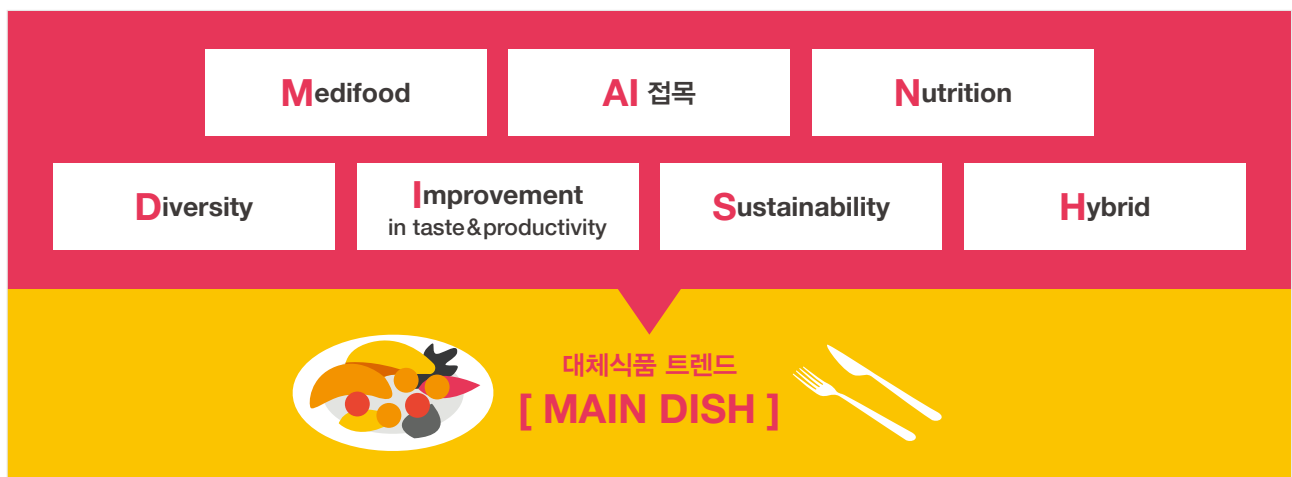 Medifood
AI 접목
Nutrition
Diversity
Improvement
in taste&productivity
Sustainability
Hybrid
대체식품 트렌드
[ MAIN DISH ]